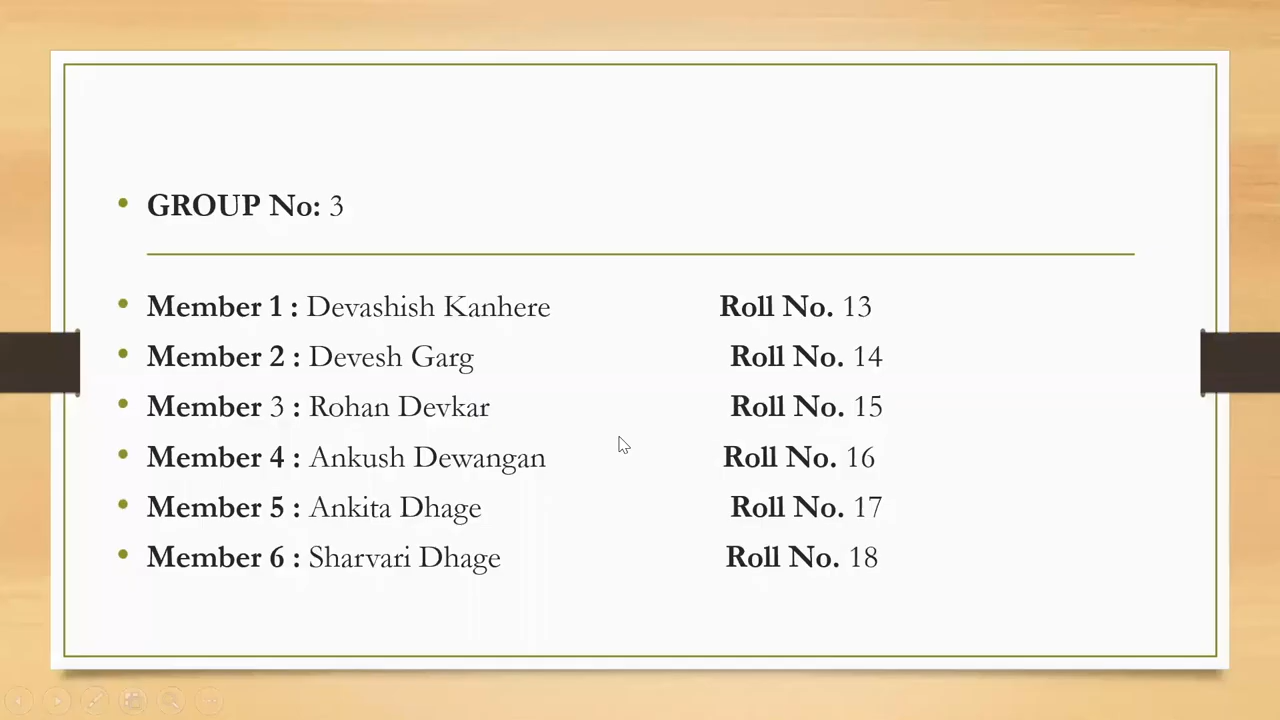 GROUP No: 3
Member 1 : Devashish Kanhere Roll No. 13
Member 2 : Devesh Garg Roll No. 14
Member 3 : Rohan Devkar Roll No. 15
Member 4 : Ankush Dewangan Roll No. 16
Member 5 : Ankita Dhage Roll No. 17
Member 6 : Sharvari Dhage Roll No. 18